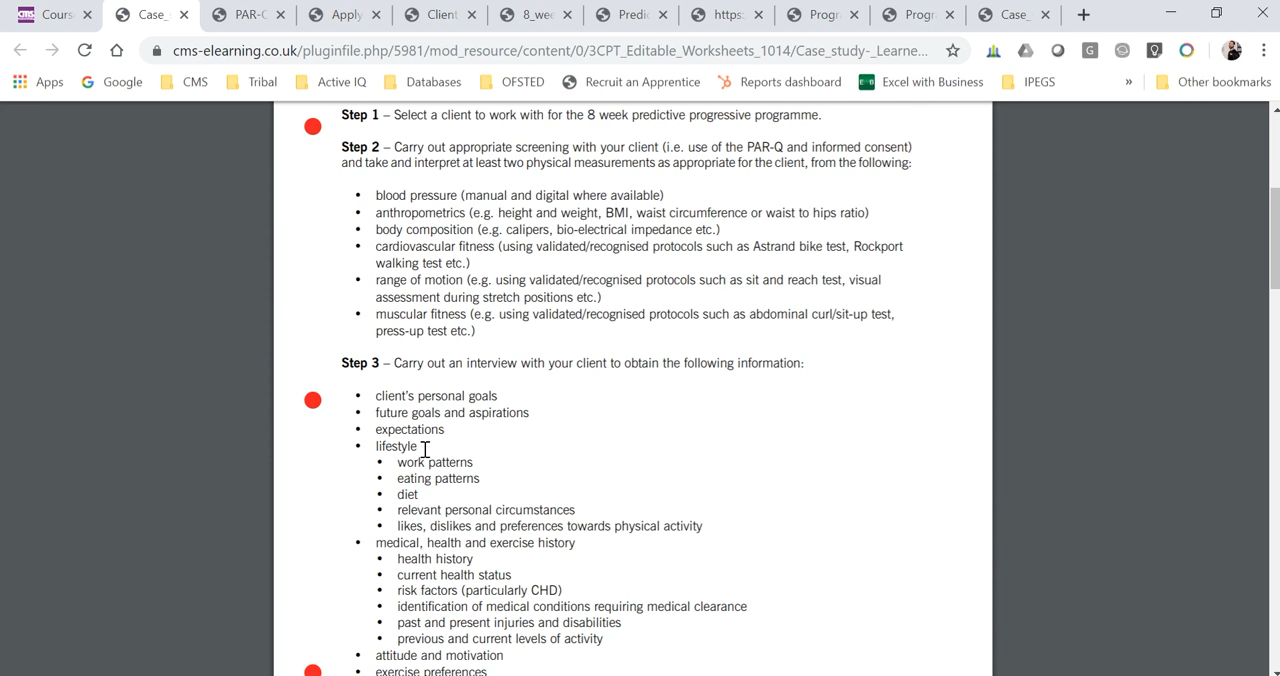 Cours
Case_
PAR-C
Apply
Client
8_wee
Predic
https:
Progr
Progr
Case_
cms-elearning.co.uk/pluginfile.php/5981/mod_resource/content/0/3CPT_Editable_Worksheets_1014/Case_study-_Learne...
Apps
Google
CMS
Tribal
Active IQ
Databases
OFSTED
Recruit an Apprentice
Reports dashboard
Excel with Business
IPEGS
»
Other bookmarks
Step 1 – Select a client to work with for the 8 week predictive progressive programme.
Step 2 – Carry out appropriate screening with your client (i.e. use of the PAR-Q and informed consent)
and take and interpret at least two physical measurements as appropriate for the client, from the following:
• blood pressure (manual and digital where available)
• anthropometrics (e.g. height and weight, BMI, waist circumference or waist to hips ratio)
• body composition (e.g. calipers, bio-electrical impedance etc.)
• cardiovascular fitness (using validated/recognised protocols such as Astrand bike test, Rockport
walking test etc.)
• range of motion (e.g. using validated/recognised protocols such as sit and reach test, visual
assessment during stretch positions etc.)
• muscular fitness (e.g. using validated/recognised protocols such as abdominal curl/sit-up test,
press-up test etc.)
Step 3 – Carry out an interview with your client to obtain the following information:
• client's personal goals
• future goals and aspirations
• expectations
• lifestyle
• work patterns
• eating patterns
• diet
• relevant personal circumstances
• likes, dislikes and preferences towards physical activity
• medical, health and exercise history
• health history
• current health status
• risk factors (particularly CHD)
• identification of medical conditions requiring medical clearance
• past and present injuries and disabilities
• previous and current levels of activity
• attitude and motivation
• exercise preferences